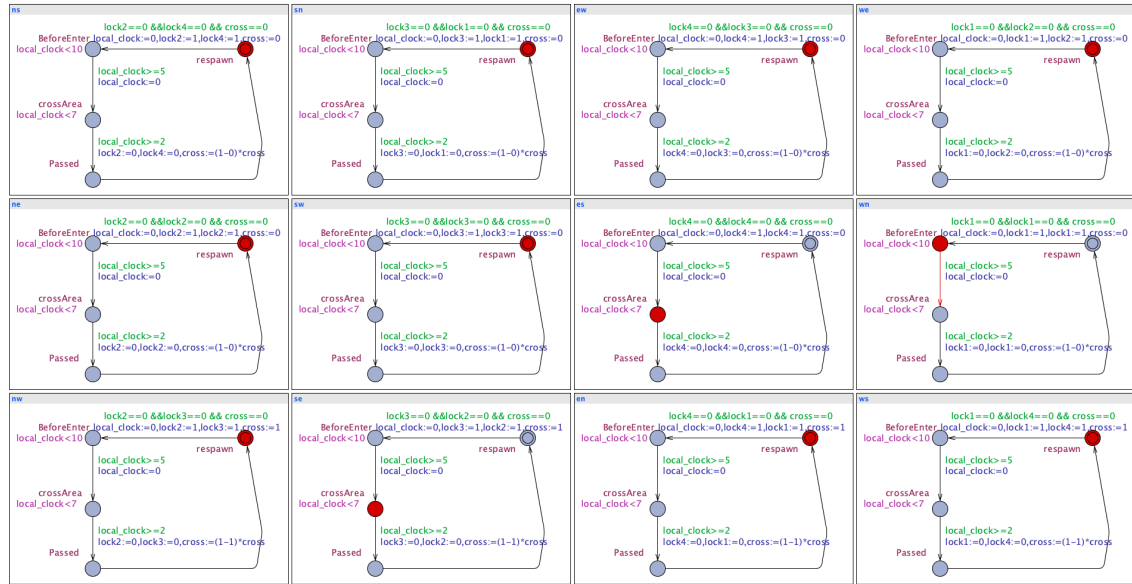 ns
lock2==0 &&lock4==0 && cross==0
BeforeEnter local_clock:=0,lock2:=1,lock4:=1,cross:=0
local_clock<10
respawn
local_clock>=5
local_clock:=0
crossArea
local_clock<7
local_clock>=2
lock2:=0,lock4:=0,cross:=(1-0)*cross
Passed
sn
lock3==0 &&lock1==0 && cross==0
BeforeEnter local_clock:=0,lock3:=1,lock1:=1,cross:=0
local_clock<10
respawn
local_clock>=5
local_clock:=0
crossArea
local_clock<7
local_clock>=2
lock3:=0,lock1:=0,cross:=(1-0)*cross
Passed
ew
lock4==0 &&lock3==0 && cross==0
BeforeEnter local_clock:=0,lock4:=1,lock3:=1,cross:=0
local_clock<10
respawn
local_clock>=5
local_clock:=0
crossArea
local_clock<7
local_clock>=2
lock4:=0,lock3:=0,cross:=(1-0)*cross
Passed
we
lock1==0 &&lock2==0 && cross==0
BeforeEnter local_clock:=0,lock1:=1,lock2:=1,cross:=0
local_clock<10
respawn
local_clock>=5
local_clock:=0
crossArea
local_clock<7
local_clock>=2
lock1:=0,lock2:=0,cross:=(1-0)*cross
Passed
ne
lock2==0 &&lock2==0 && cross==0
BeforeEnter local_clock:=0,lock2:=1,lock2:=1,cross:=0
local_clock<10
respawn
local_clock>=5
local_clock:=0
crossArea
local_clock<7
local_clock>=2
lock2:=0,lock2:=0,cross:=(1-0)*cross
Passed
sw
lock3==0 &&lock3==0 && cross==0
BeforeEnter local_clock:=0,lock3:=1,lock3:=1,cross:=0
local_clock<10
respawn
local_clock>=5
local_clock:=0
crossArea
local_clock<7
local_clock>=2
lock3:=0,lock3:=0,cross:=(1-0)*cross
Passed
es
lock4==0 &&lock4==0 && cross==0
BeforeEnter local_clock:=0,lock4:=1,lock4:=1,cross:=0
local_clock<10
respawn
local_clock>=5
local_clock:=0
crossArea
local_clock<7
local_clock>=2
lock4:=0,lock4:=0,cross:=(1-0)*cross
Passed
wn
lock1==0 &&lock1==0 && cross==0
BeforeEnter local_clock:=0,lock1:=1,lock1:=1,cross:=0
local_clock<10
respawn
local_clock>=5
local_clock:=0
crossArea
local_clock<7
local_clock>=2
lock1:=0,lock1:=0,cross:=(1-0)*cross
Passed
nw
lock2==0 &&lock3==0 && cross==0
BeforeEnter local_clock:=0,lock2:=1,lock3:=1,cross:=1
local_clock<10
respawn
local_clock>=5
local_clock:=0
crossArea
local_clock<7
local_clock>=2
lock2:=0,lock3:=0,cross:=(1-1)*cross
Passed
se
lock3==0 &&lock2==0 && cross==0
BeforeEnter local_clock:=0,lock3:=1,lock2:=1,cross:=1
local_clock<10
respawn
local_clock>=5
local_clock:=0
crossArea
local_clock<7
local_clock>=2
lock3:=0,lock2:=0,cross:=(1-1)*cross
Passed
en
lock4==0 &&lock1==0 && cross==0
BeforeEnter local_clock:=0,lock4:=1,lock1:=1,cross:=1
local_clock<10
respawn
local_clock>=5
local_clock:=0
crossArea
local_clock<7
local_clock>=2
lock4:=0,lock1:=0,cross:=(1-1)*cross
Passed
ws
lock1==0 &&lock4==0 && cross==0
BeforeEnter local_clock:=0,lock1:=1,lock4:=1,cross:=1
local_clock<10
respawn
local_clock>=5
local_clock:=0
crossArea
local_clock<7
local_clock>=2
lock1:=0,lock4:=0,cross:=(1-1)*cross
Passed